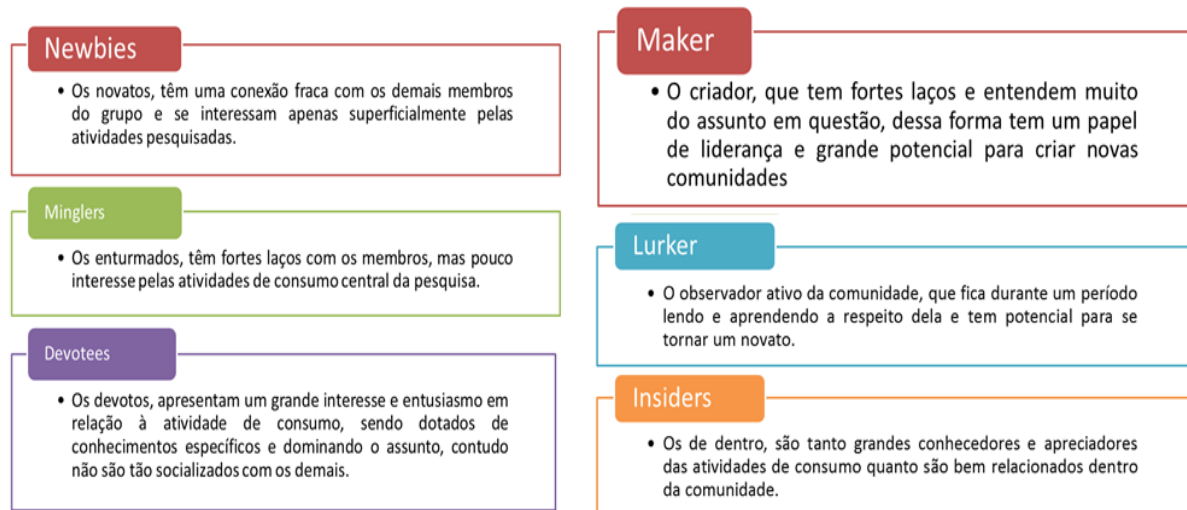 Newbies
• Os novatos, têm uma conexão fraca com os demais membros
do grupo e se interessam apenas superficialmente pelas
atividades pesquisadas.
Minglers
• Os enturmados, têm fortes laços com os membros, mas pouco
interesse pelas atividades de consumo central da pesquisa.
Devotees
• Os devotos, apresentam um grande interesse e entusiasmo em
relação à atividade de consumo, sendo dotados de
conhecimentos específicos e dominando o assunto, contudo
não são tão socializados com os demais.
Maker
• O criador, que tem fortes laços e entendem muito
do assunto em questão, dessa forma tem um papel
de liderança e grande potencial para criar novas
comunidades
Lurker
• O observador ativo da comunidade, que fica durante um período
lendo e aprendendo a respeito dela e tem potencial para se
tornar um novato.
Insiders
• Os de dentro, são tanto grandes conhecedores e apreciadores
das atividades de consumo quanto são bem relacionados dentro
da comunidade.